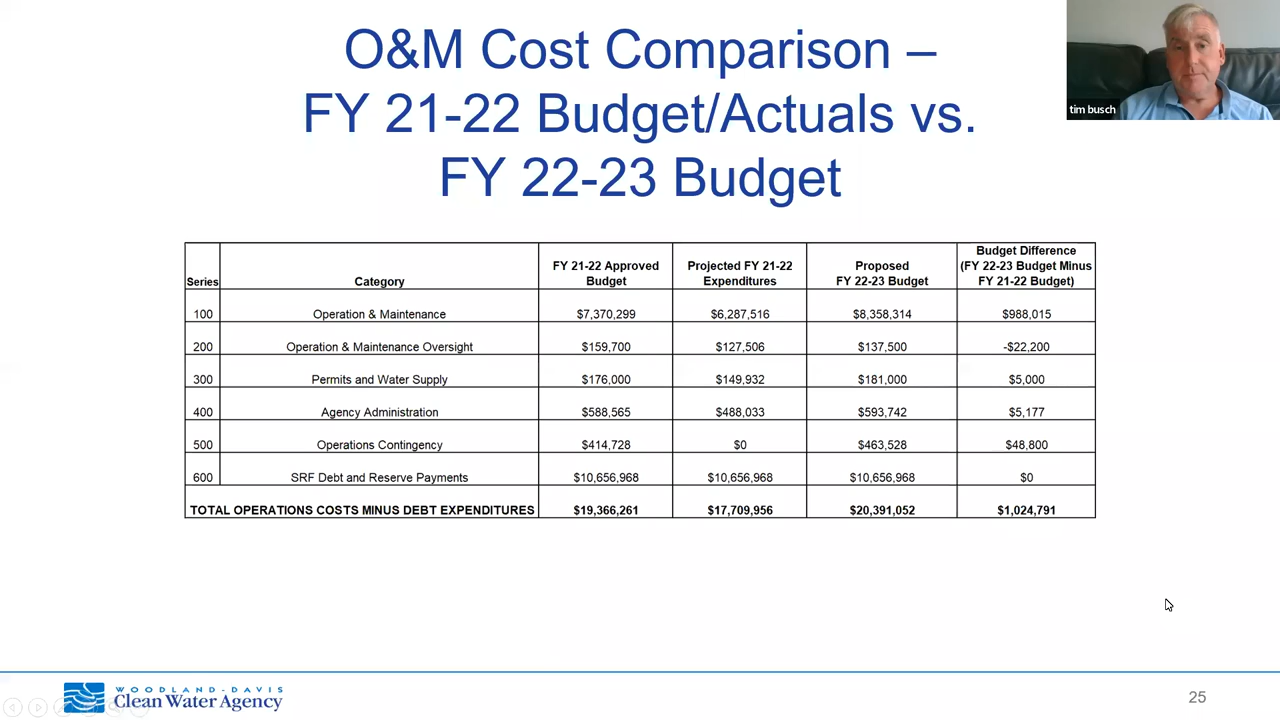 O&M Cost Comparison –
FY 21-22 Budget/Actuals vs.
FY 22-23 Budget
tim busch
Series Category FY 21-22 Approved Budget Projected FY 21-22 Expenditures Proposed FY 22-23 Budget Budget Difference (FY 22-23 Budget Minus FY 21-22 Budget)
100 Operation & Maintenance $7,370,299 $6,287,516 $8,358,314 $988,015
200 Operation & Maintenance Oversight $159,700 $127,506 $137,500 -$22,200
300 Permits and Water Supply $176,000 $149,932 $181,000 $5,000
400 Agency Administration $588,565 $488,033 $593,742 $5,177
500 Operations Contingency $414,728 $0 $463,528 $48,800
600 SRF Debt and Reserve Payments $10,656,968 $10,656,968 $10,656,968 $0
TOTAL OPERATIONS COSTS MINUS DEBT EXPENDITURES $19,366,261 $17,709,956 $20,391,052 $1,024,791
WOODLAND-DAVIS
Clean Water Agency
25